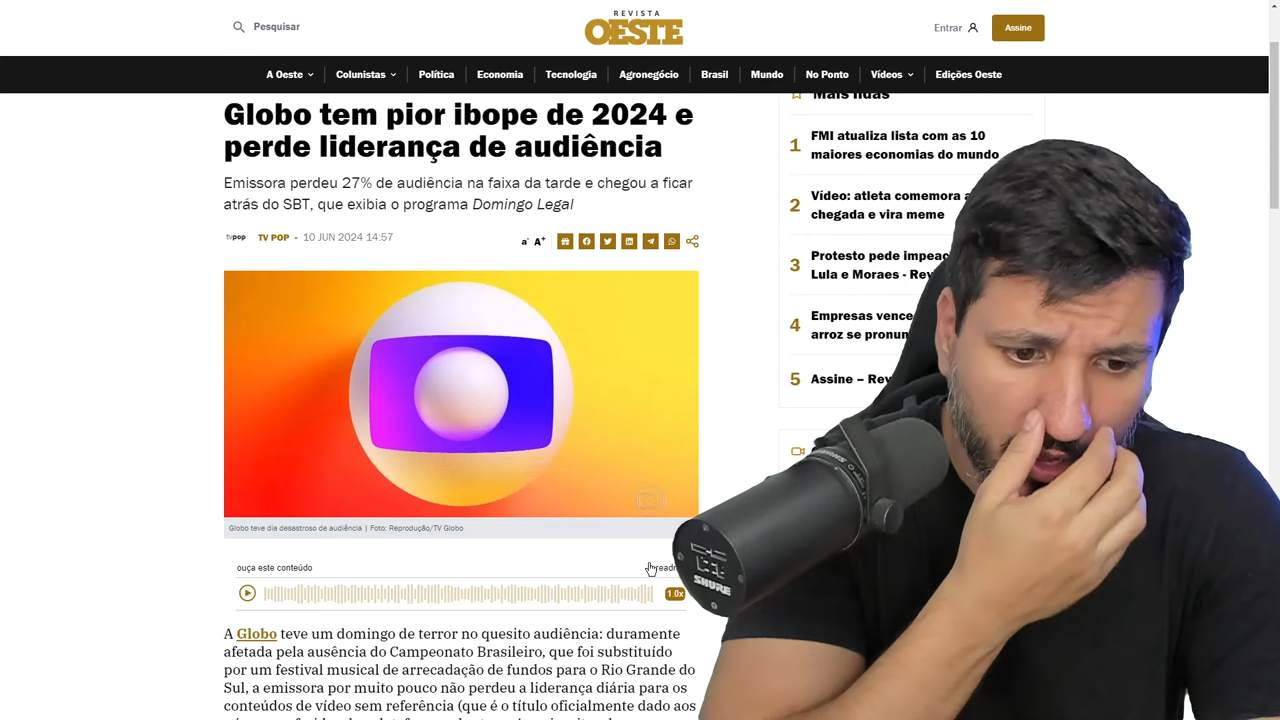 Pesquisar
REVISTA
OESTE
Entrar
Assine
A Oeste
Colunistas
Política
Economia
Tecnologia
Agronegócio
Brasil
Mundo
No Ponto
Vídeos
Edições Oeste
Globo tem pior ibope de 2024 e
perde liderança de audiência
Emissora perdeu 27% de audiência na faixa da tarde e chegou a ficar
atrás do SBT, que exibia o programa Domingo Legal
tvpop
TV POP - 10 JUN 2024 14:57
a- A+
Globo teve dia desastroso de audiência | Foto: Reprodução/TV Globo
ouça este conteúdo
1.0x
A Globo teve um domingo de terror no quesito audiência: duramente
afetada pela ausência do Campeonato Brasileiro, que foi substituído
por um festival musical de arrecadação de fundos para o Rio Grande do
Sul, a emissora por muito pouco não perdeu a liderança diária para os
conteúdos de vídeo sem referência (que é o título oficialmente dado aos
Mais lidas
1 FMI atualiza lista com as 10
maiores economias do mundo
2 Vídeo: atleta comemora
chegada e vira meme
3 Protesto pede
Lula e Moraes -
4 Empresas
arroz se
5 Assine –
SHURE